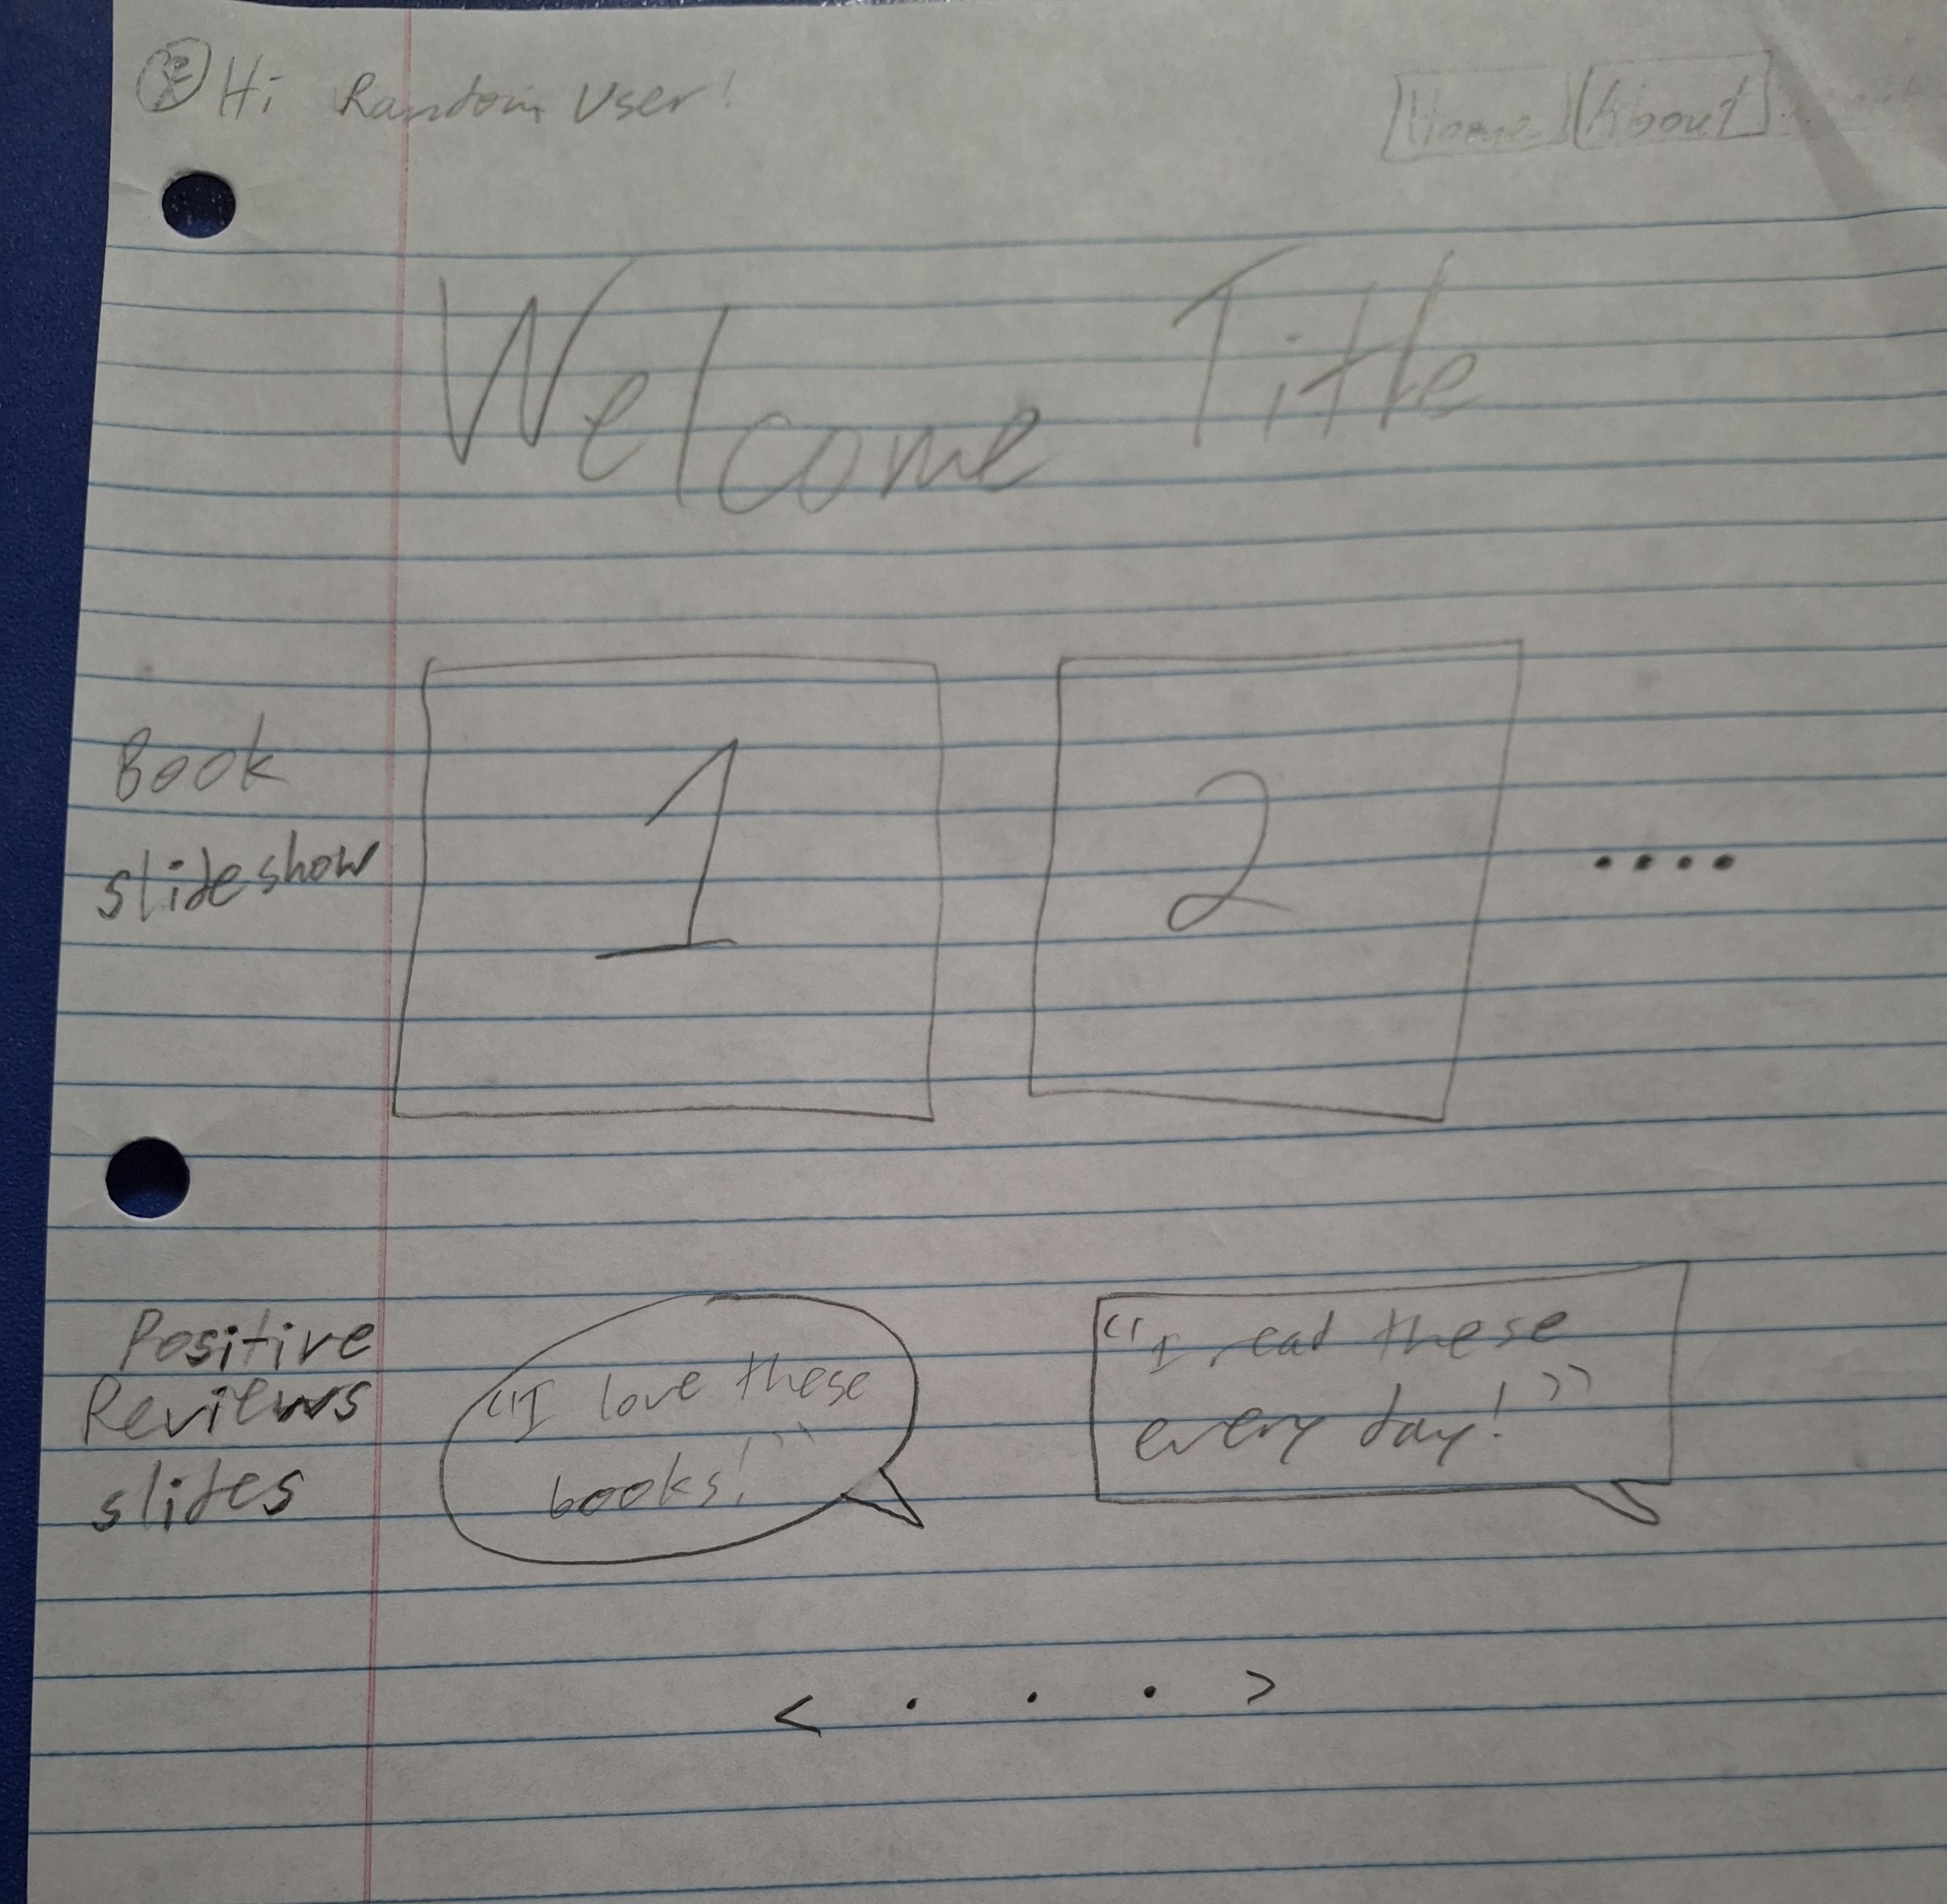 Hi Random User!
Home About
Welcome Title
Book
slideshow
1
2
....
Positive
Reviews
slides
"I love these
books!"
"I read these
every day!"
< . . . >